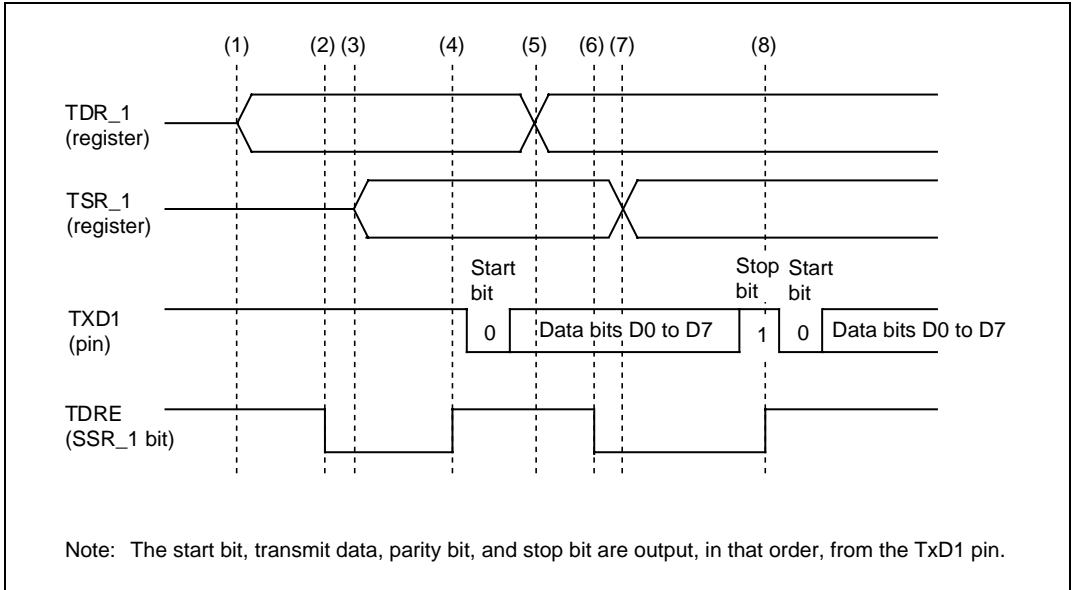 (1) (2) (3) (4) (5) (6) (7) (8)
TDR_1
(register)
TSR_1
(register)
Start
bit
Stop
bit
Start
bit
TXD1
(pin)
0
Data bits D0 to D7
1
0
Data bits D0 to D7
TDRE
(SSR_1 bit)
Note: The start bit, transmit data, parity bit, and stop bit are output, in that order, from the TxD1 pin.